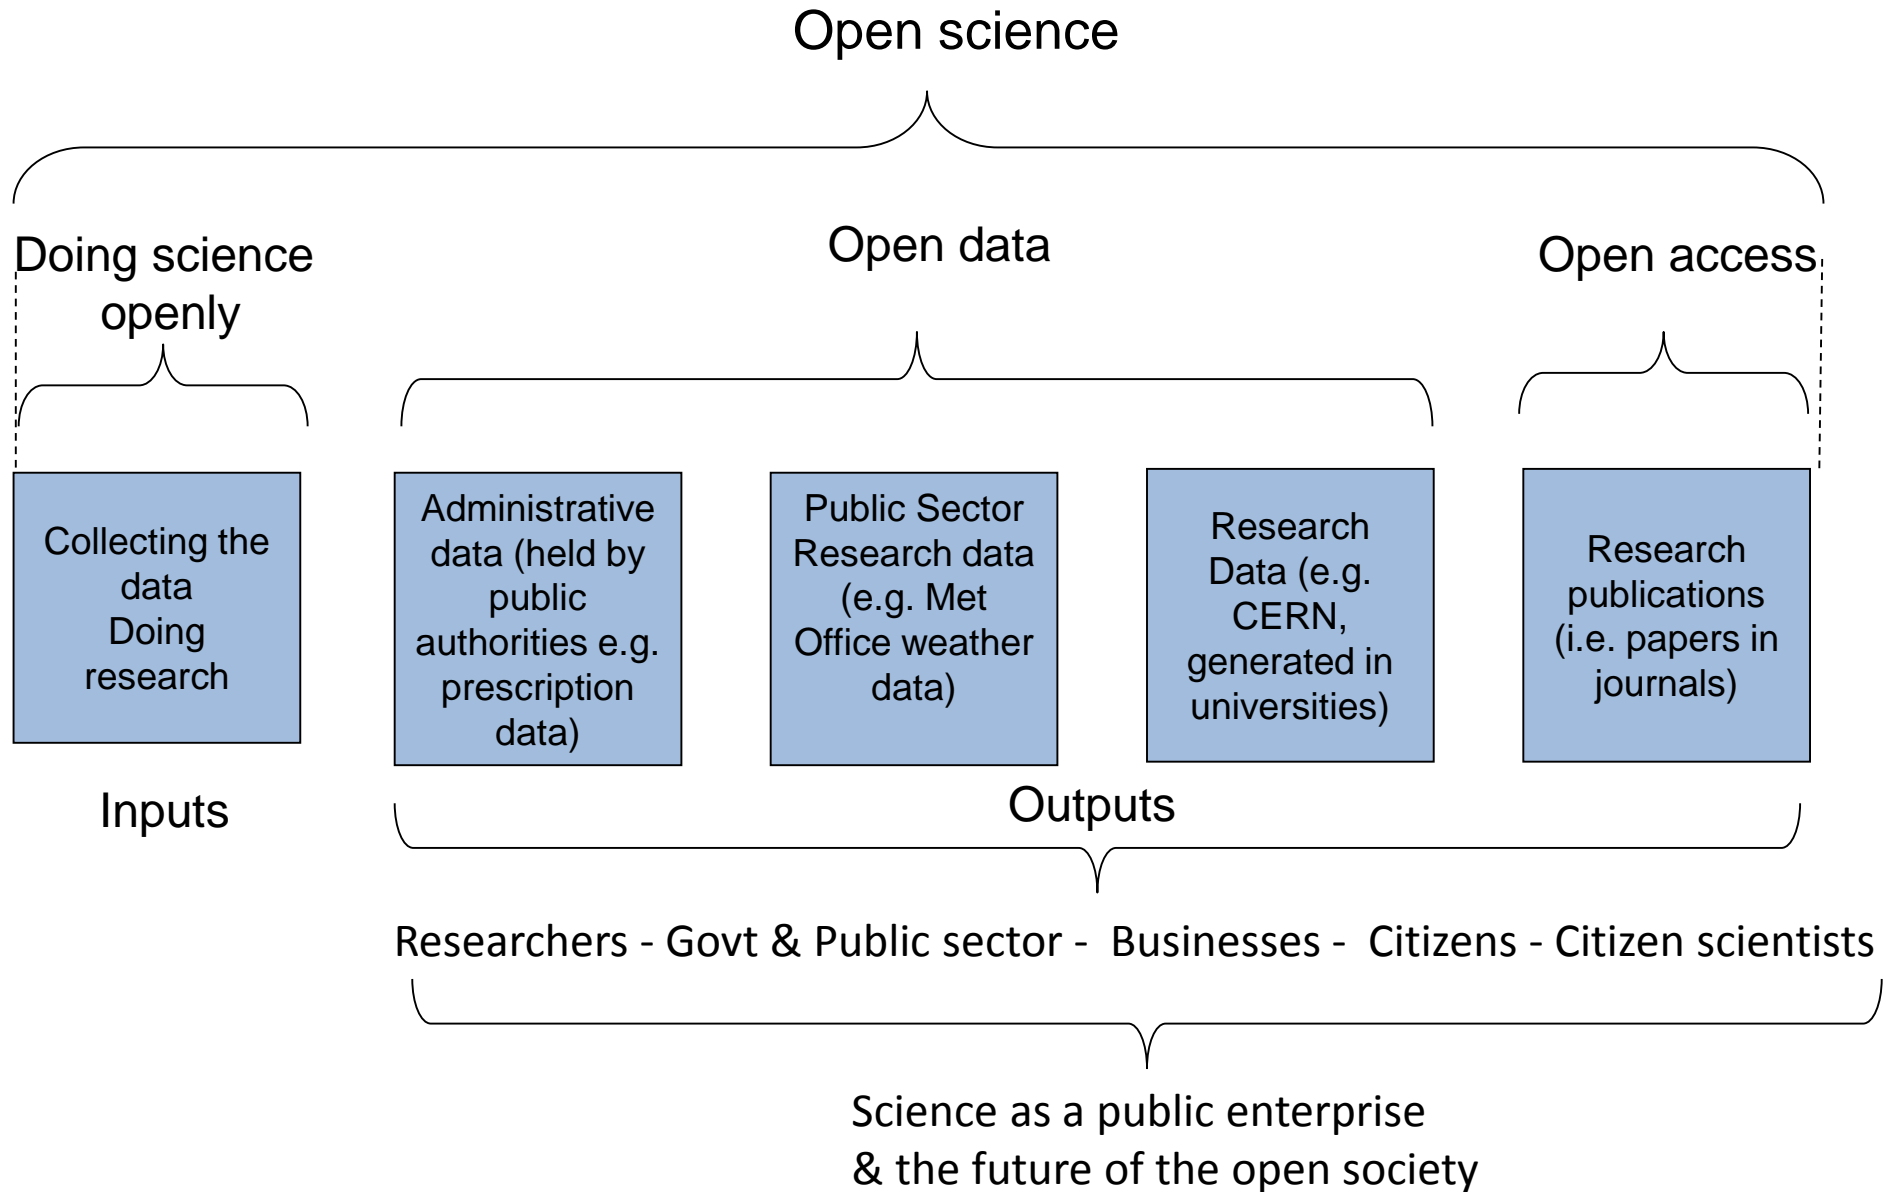 Open science
Doing science
openly
Open data
Open access
Collecting the
data
Doing
research
Administrative
data (held by
public
authorities e.g.
prescription
data)
Public Sector
Research data
(e.g. Met
Office weather
data)
Research
Data (e.g.
CERN,
generated in
universities)
Research
publications
(i.e. papers in
journals)
Inputs
Outputs
Researchers - Govt & Public sector -  Businesses -  Citizens - Citizen scientists
Science as a public enterprise
& the future of the open society